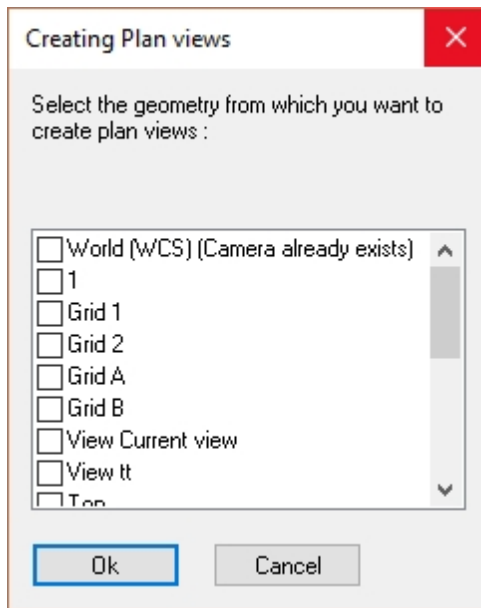 Creating Plan views
Select the geometry from which you want to
create plan views :
World (WCS) (Camera already exists)
1
Grid 1
Grid 2
Grid A
Grid B
View Current view
View tt
Top
Ok
Cancel